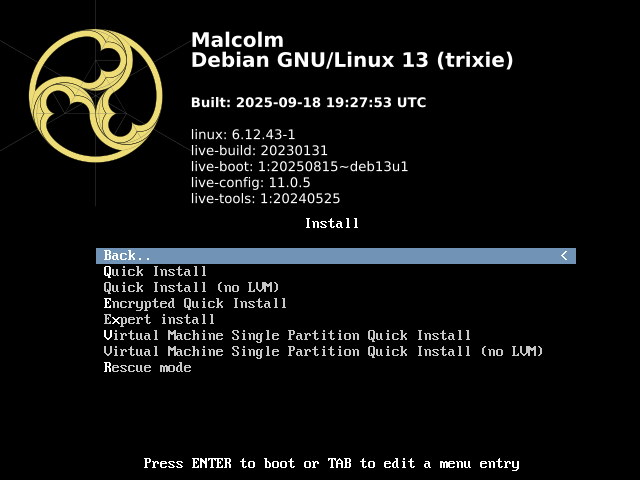 Malcolm
Debian GNU/Linux 13 (trixie)
Built: 2025-09-18 19:27:53 UTC
linux: 6.12.43-1
live-build: 20230131
live-boot: 1:20250815~deb13u1
live-config: 11.0.5
live-tools: 1:20240525
Install
Back.. <
Quick Install
Quick Install (no LVM)
Encrypted Quick Install
Expert install
Virtual Machine Single Partition Quick Install
Virtual Machine Single Partition Quick Install (no LVM)
Rescue mode
Press ENTER to boot or TAB to edit a menu entry